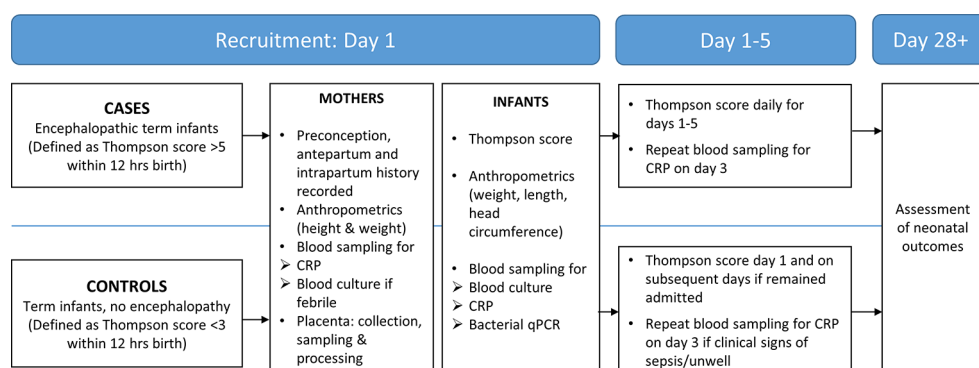 Recruitment: Day 1
Day 1-5
Day 28+
CASES
Encephalopathic term infants
(Defined as Thompson score >5
within 12 hrs birth)
CONTROLS
Term infants, no encephalopathy
(Defined as Thompson score <3
within 12 hrs birth)
MOTHERS
• Preconception,
antepartum and
intrapartum history
recorded
• Anthropometrics
(height & weight)
• Blood sampling for
➢ CRP
➢ Blood culture if
febrile
• Placenta: collection,
sampling &
processing
INFANTS
• Thompson score
• Anthropometrics
(weight, length,
head
circumference)
• Blood sampling for
➢ Blood culture
➢ CRP
➢ Bacterial qPCR
• Thompson score daily for
days 1-5
• Repeat blood sampling for
CRP on day 3
• Thompson score day 1 and on
subsequent days if remained
admitted
• Repeat blood sampling for CRP
on day 3 if clinical signs of
sepsis/unwell
Assessment
of neonatal
outcomes